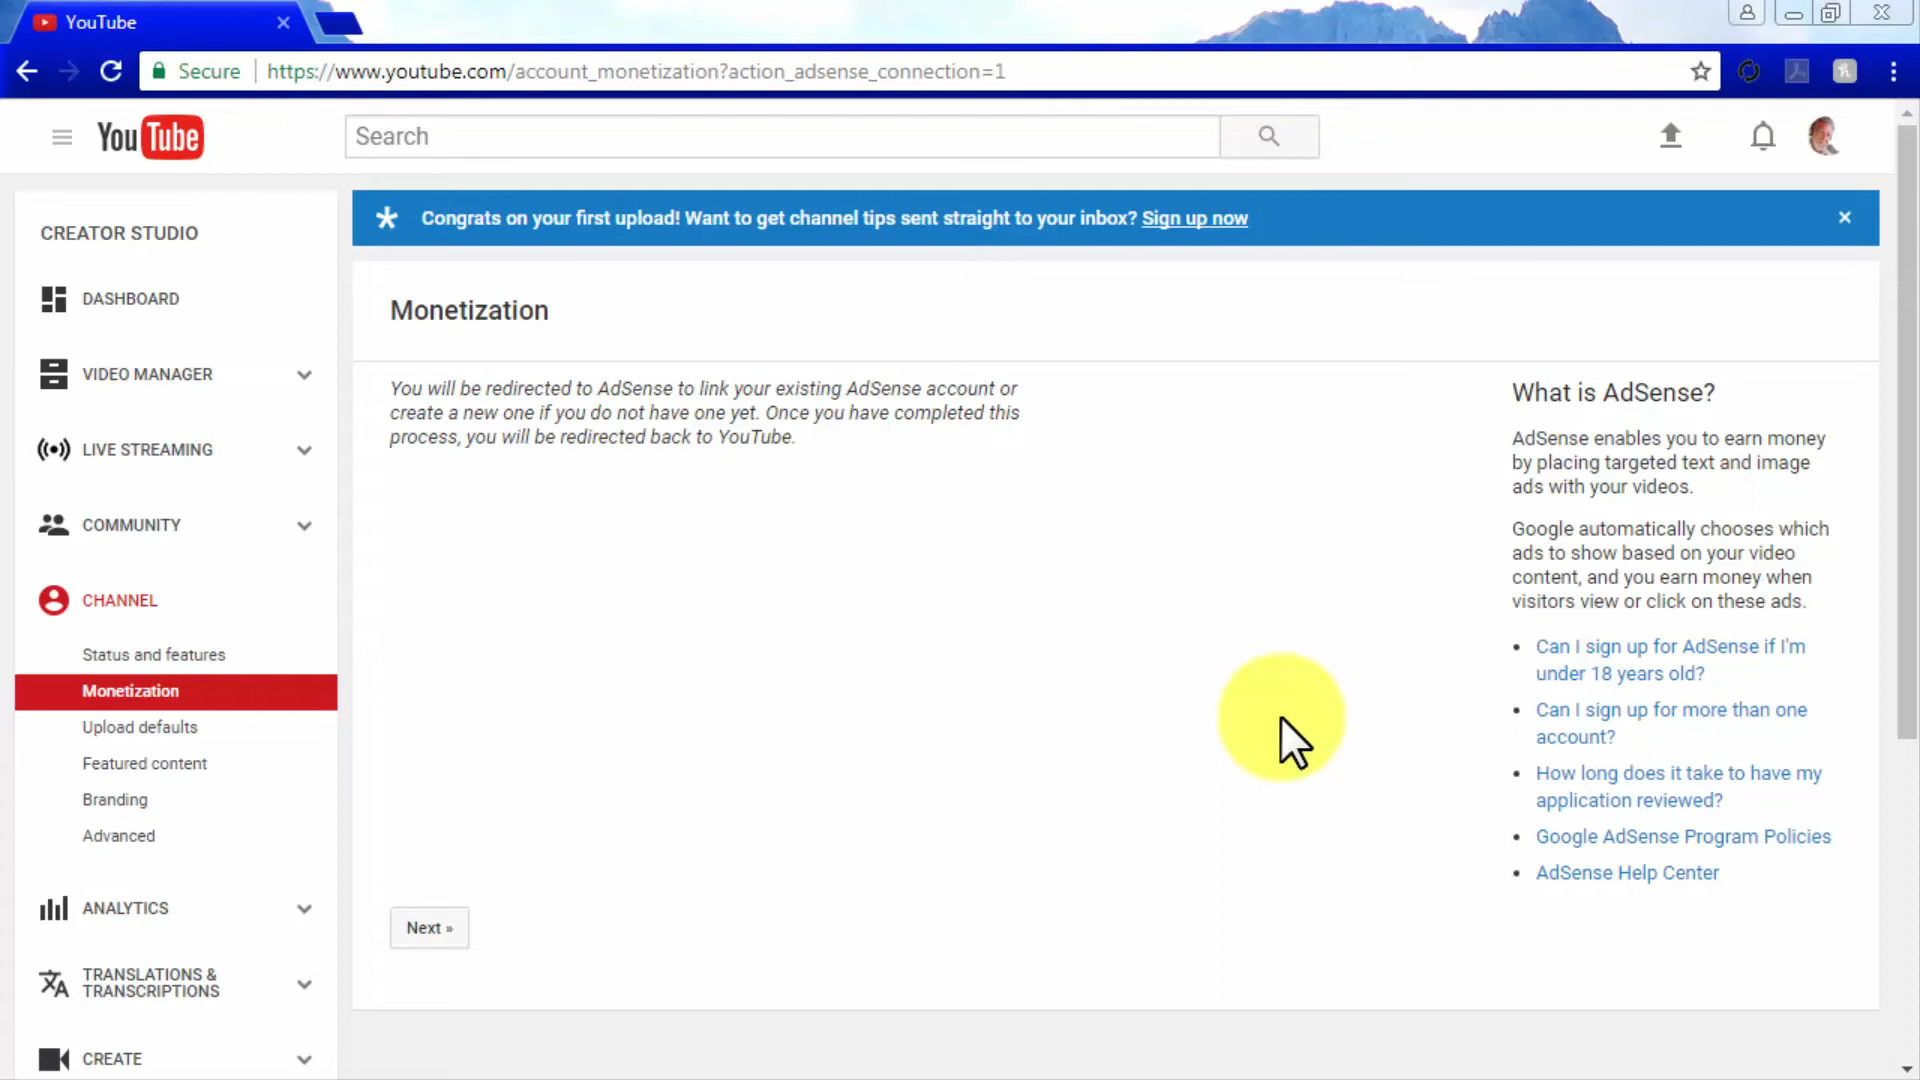 YouTube
Secure https://www.youtube.com/account_monetization?action_adsense_connection=1
YouTube
Search
Congrats on your first upload! Want to get channel tips sent straight to your inbox? Sign up now
CREATOR STUDIO
DASHBOARD
VIDEO MANAGER
LIVE STREAMING
COMMUNITY
CHANNEL
Status and features
Monetization
Upload defaults
Featured content
Branding
Advanced
ANALYTICS
TRANSLATIONS &
TRANSCRIPTIONS
CREATE
Monetization
You will be redirected to AdSense to link your existing AdSense account or
create a new one if you do not have one yet. Once you have completed this
process, you will be redirected back to YouTube.
Next »
What is AdSense?
AdSense enables you to earn money
by placing targeted text and image
ads with your videos.
Google automatically chooses which
ads to show based on your video
content, and you earn money when
visitors view or click on these ads.
• Can I sign up for AdSense if I'm
under 18 years old?
• Can I sign up for more than one
account?
• How long does it take to have my
application reviewed?
• Google AdSense Program Policies
• AdSense Help Center